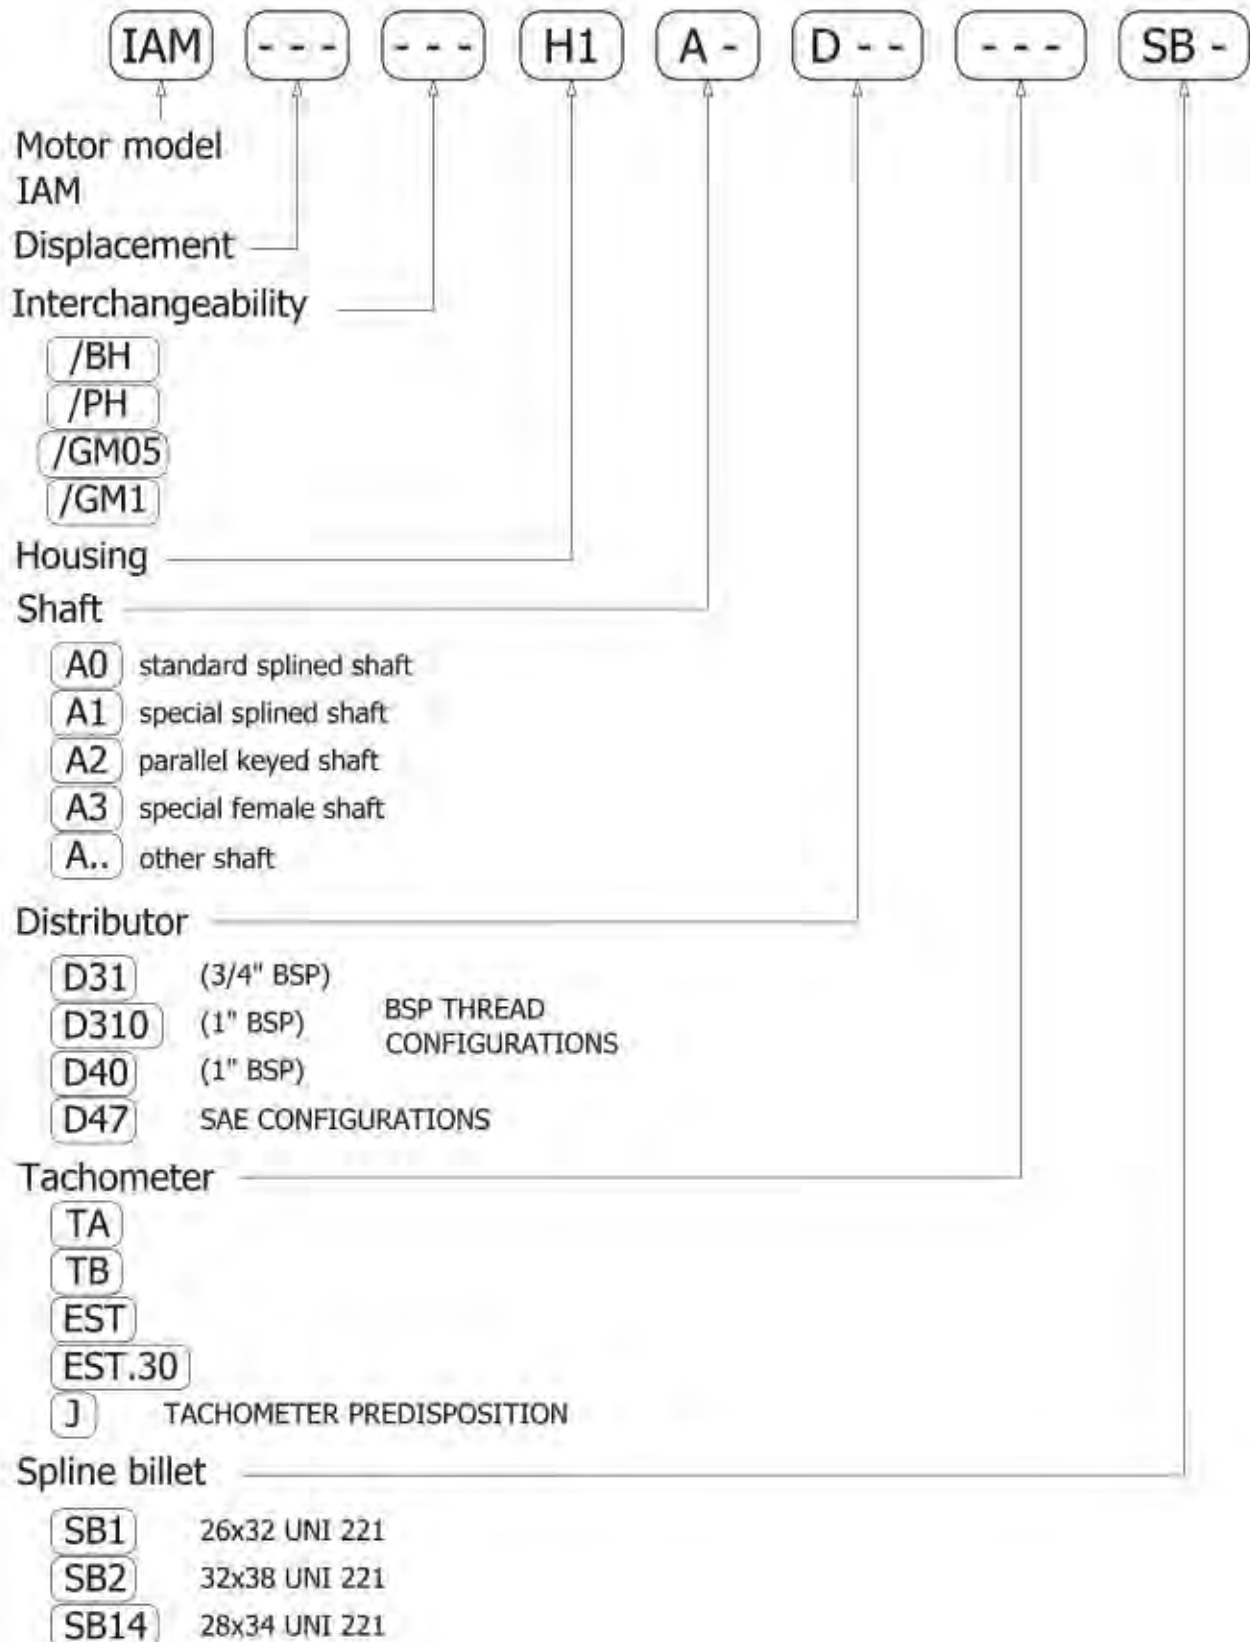 IAM - - - - - - H1 A - D - - - - - SB -
Motor model
IAM
Displacement
Interchangeability
/BH
/PH
/GM05
/GM1
Housing
Shaft
A0 standard splined shaft
A1 special splined shaft
A2 parallel keyed shaft
A3 special female shaft
A.. other shaft
Distributor
D31 (3/4" BSP)
D310 (1" BSP)
BSP THREAD
CONFIGURATIONS
D40 (1" BSP)
D47 SAE CONFIGURATIONS
Tachometer
TA
TB
EST
EST.30
J TACHOMETER PREDISPOSITION
Spline billet
SB1 26x32 UNI 221
SB2 32x38 UNI 221
SB14 28x34 UNI 221